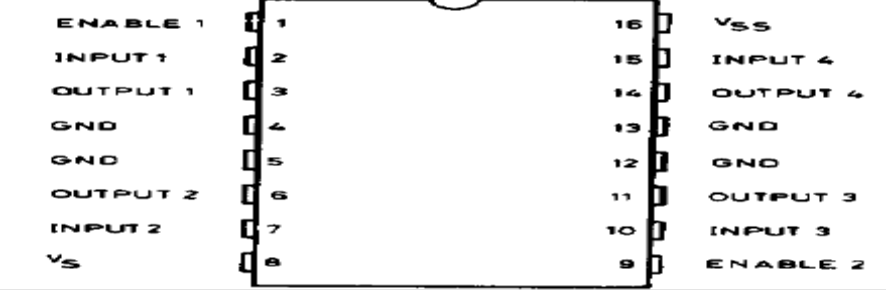 ENABLE 1 1 16 VSS
INPUT 1 2 15 INPUT 4
OUTPUT 1 3 14 OUTPUT 4
GND 4 13 GND
GND 5 12 GND
OUTPUT 2 6 11 OUTPUT 3
INPUT 2 7 10 INPUT 3
VS 8 9 ENABLE 2